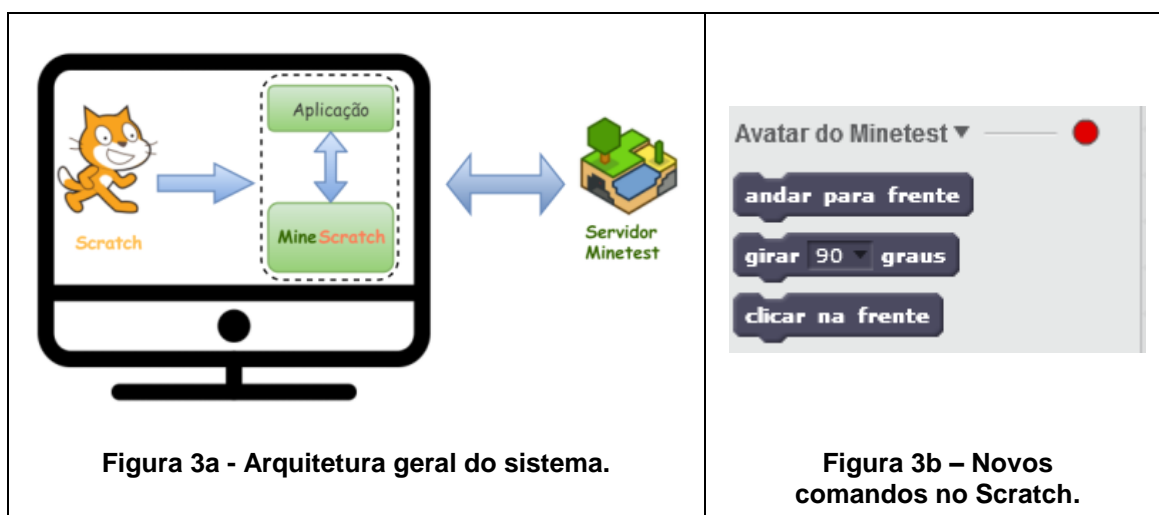 Aplicação
MineScratch
Scratch
Servidor
Minetest
Figura 3a - Arquitetura geral do sistema.
Avatar do Minetest
andar para frente
girar 90 graus
clicar na frente
Figura 3b – Novos
comandos no Scratch.